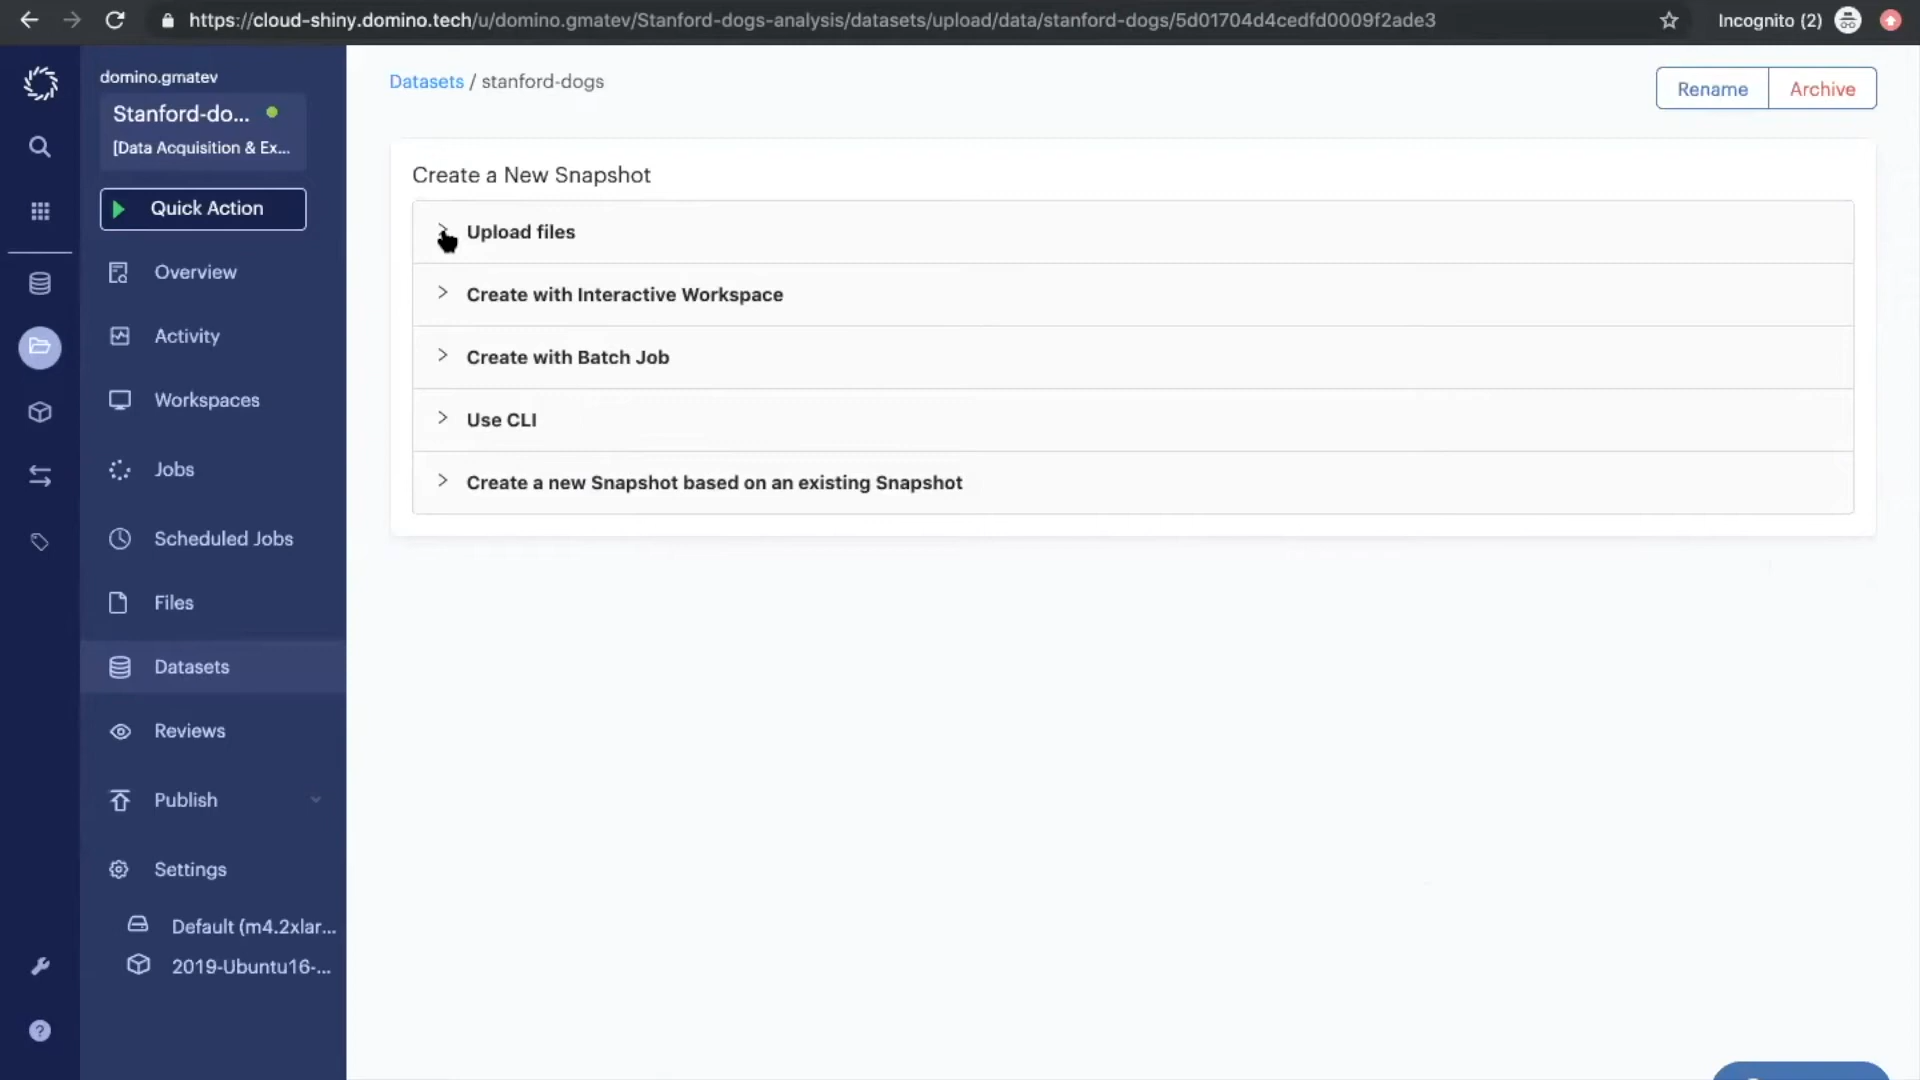 https://cloud-shiny.domino.tech/u/domino.gmatev/Stanford-dogs-analysis/datasets/upload/data/stanford-dogs/5d01704d4cedfd0009f2ade3
Incognito (2)
domino.gmatev
Stanford-do...
[Data Acquisition & Ex...
Quick Action
Overview
Activity
Workspaces
Jobs
Scheduled Jobs
Files
Datasets
Reviews
Publish
Settings
Default (m4.2xlar...
2019-Ubuntu16-...
?
Datasets / stanford-dogs
Rename
Archive
Create a New Snapshot
Upload files
Create with Interactive Workspace
Create with Batch Job
Use CLI
Create a new Snapshot based on an existing Snapshot